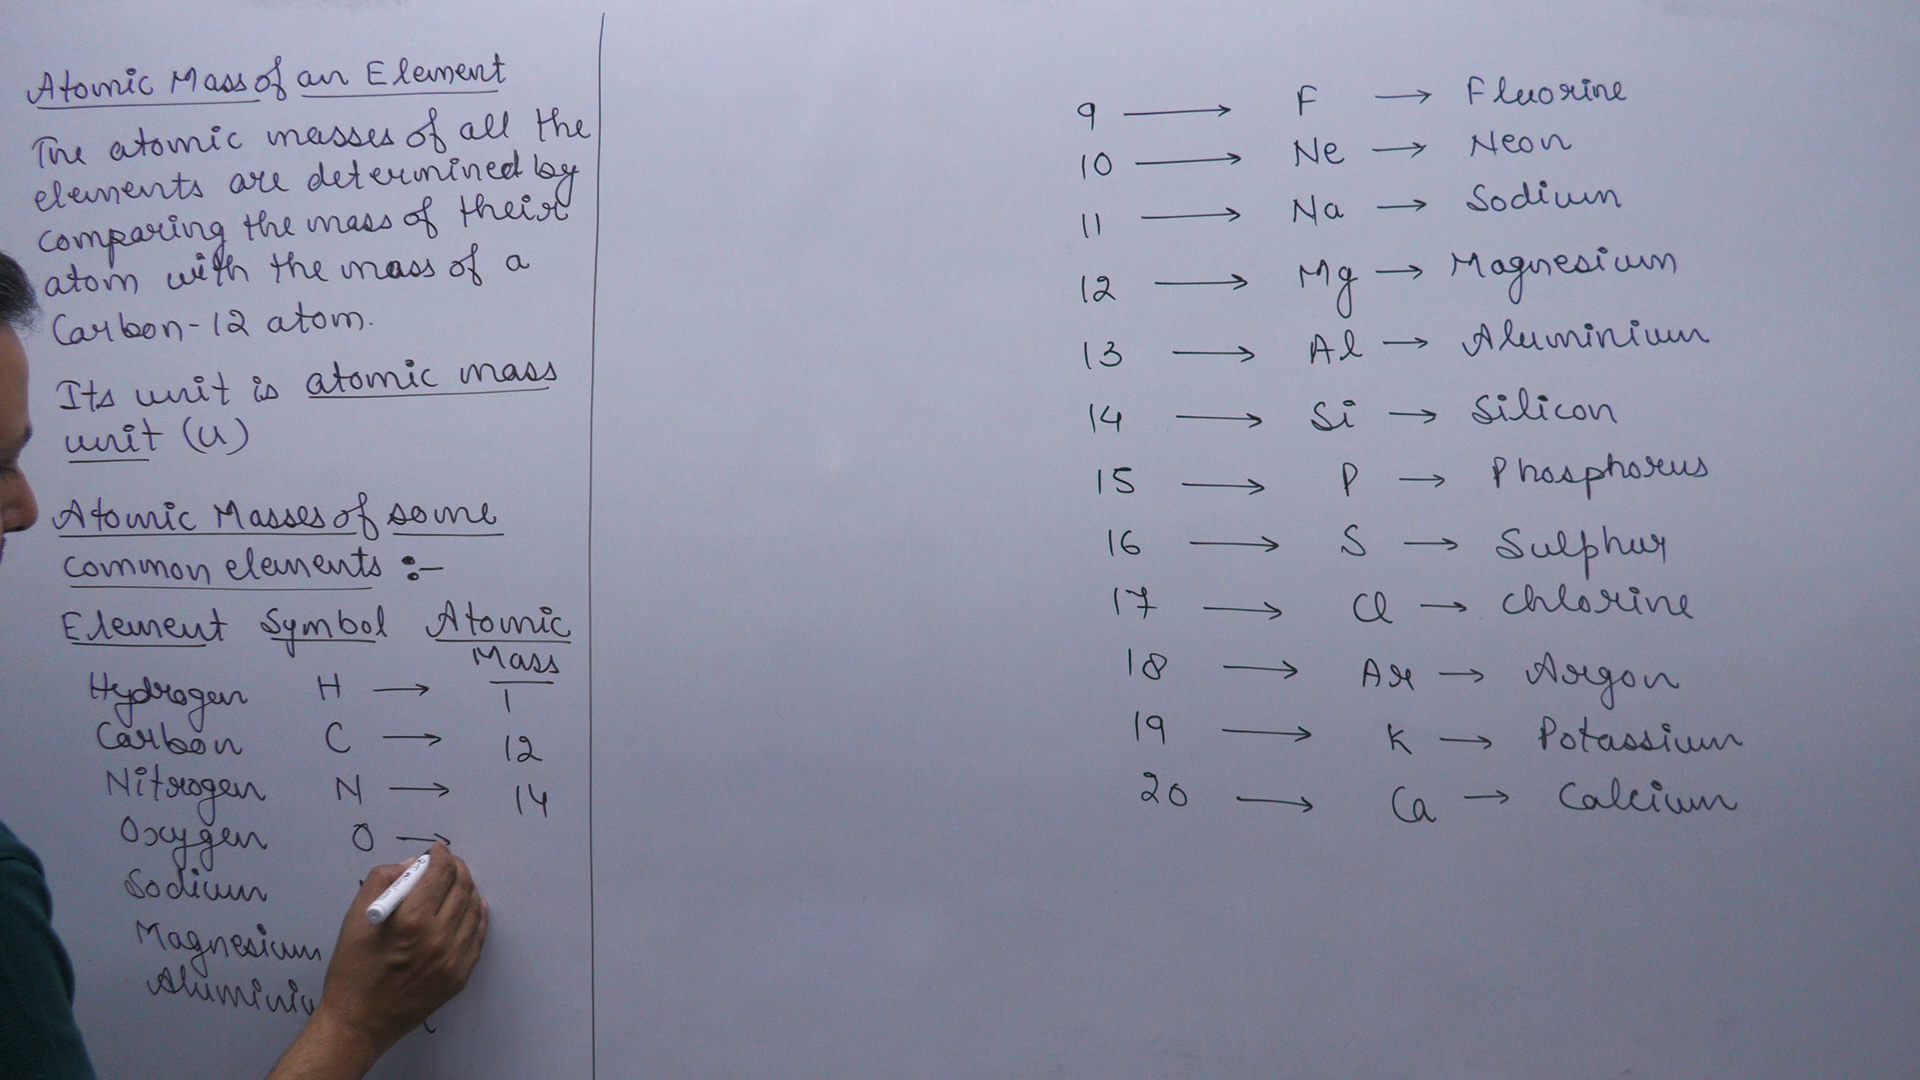 Atomic Mass of an Element
The atomic masses of all the
elements are determined by
comparing the mass of their
atom with the mass of a
Carbon-12 atom.
Its unit is atomic mass
unit (u)
Atomic Masses of some
common elements :-
Element Symbol Atomic
Mass
Hydrogen H → 1
Carbon C → 12
Nitrogen N → 14
Oxygen O →
Sodium
Magnesium
9 → F → Fluorine
10 → Ne → Neon
11 → Na → Sodium
12 → Mg → Magnesium
13 → Al → Aluminium
14 → Si → Silicon
15 → P → Phosphorus
16 → S → Sulphur
17 → Cl → Chlorine
18 → Ar → Argon
19 → K → Potassium
20 → Ca → Calcium